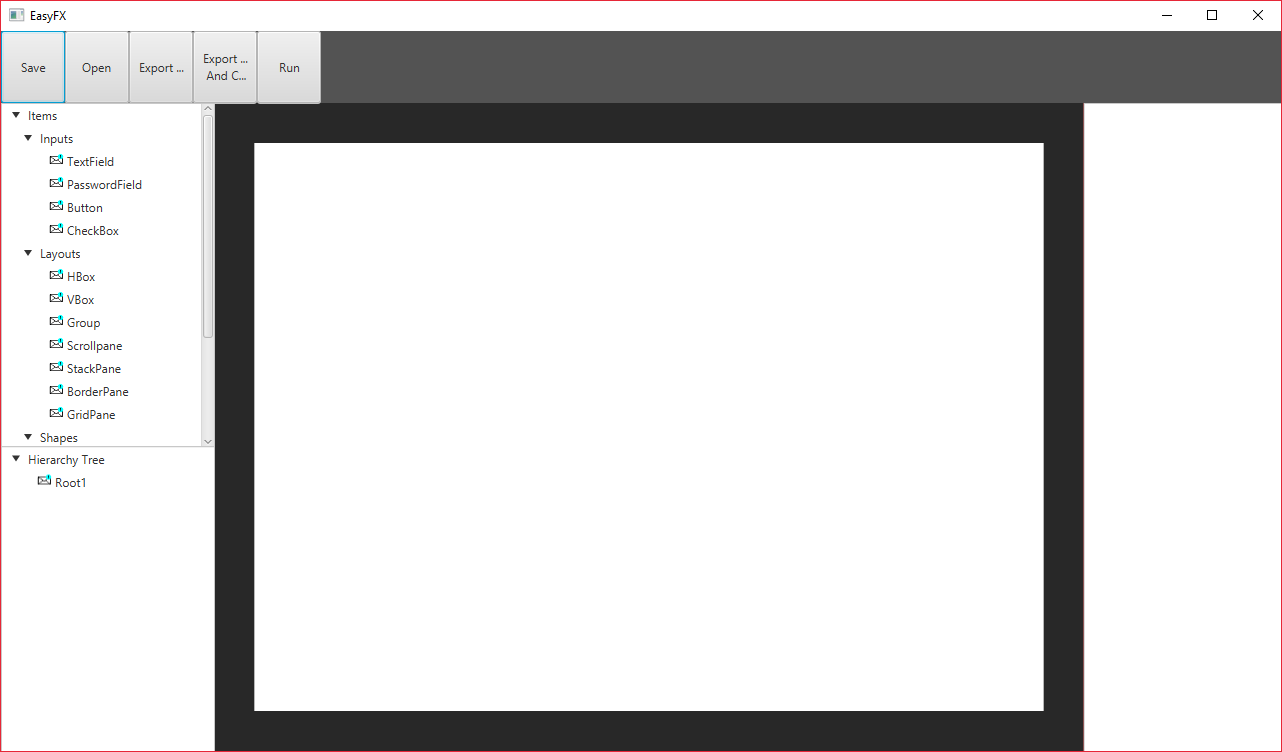 EasyFX
Save
Open
Export ...
Export ...
And C...
Run
Items
Inputs
TextField
PasswordField
Button
CheckBox
Layouts
HBox
VBox
Group
Scrollpane
StackPane
BorderPane
GridPane
Shapes
Hierarchy Tree
Root1